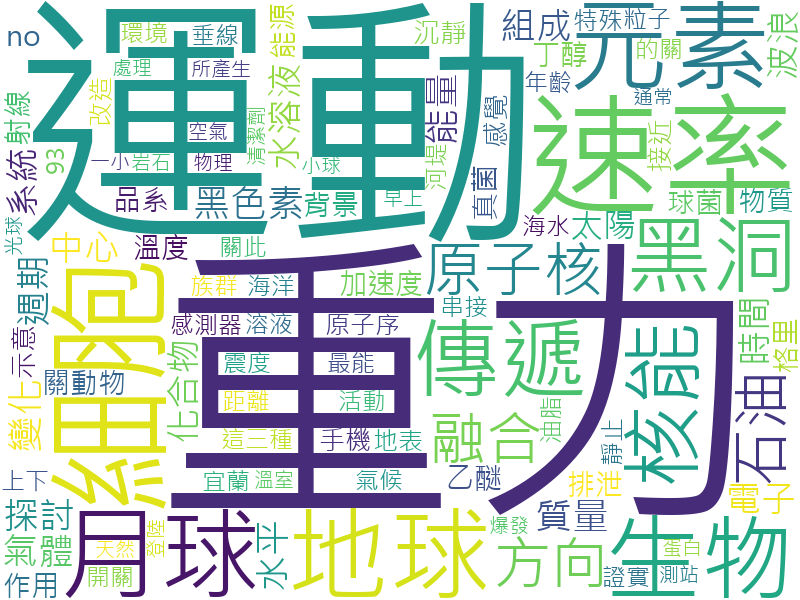 運動
重力
速率
細胞
月球
地球
生物
黑洞
元素
傳遞
核能
原子核
融合
石油
方向
質量
no
環境
垂線
能源
沉靜
組成
特殊粒子
波浪
處理
所產生
改造
水溶液
能量
丁醇
的關
年齡
通常
感覺
接近
射線
93
空氣
清潔劑
一小
岩石
物理
小球
河堤
系統
品系
黑色素
背景
早上
真菌
球菌
物質
光球
中心
溫度
關此
海水
太陽
週期
族群
海洋
加速度
串接
時間
格里
示意
感測器
溶液
原子序
化合物
震度
最能
變化
關動物
距離
活動
油脂
這三種
手機
地表
靜止
上下
宜蘭
溫室
氣候
乙醚
排泄
電子
探討
氣體
天然
登陸
水平
爆發
蛋白
作用
開關
證實
測站